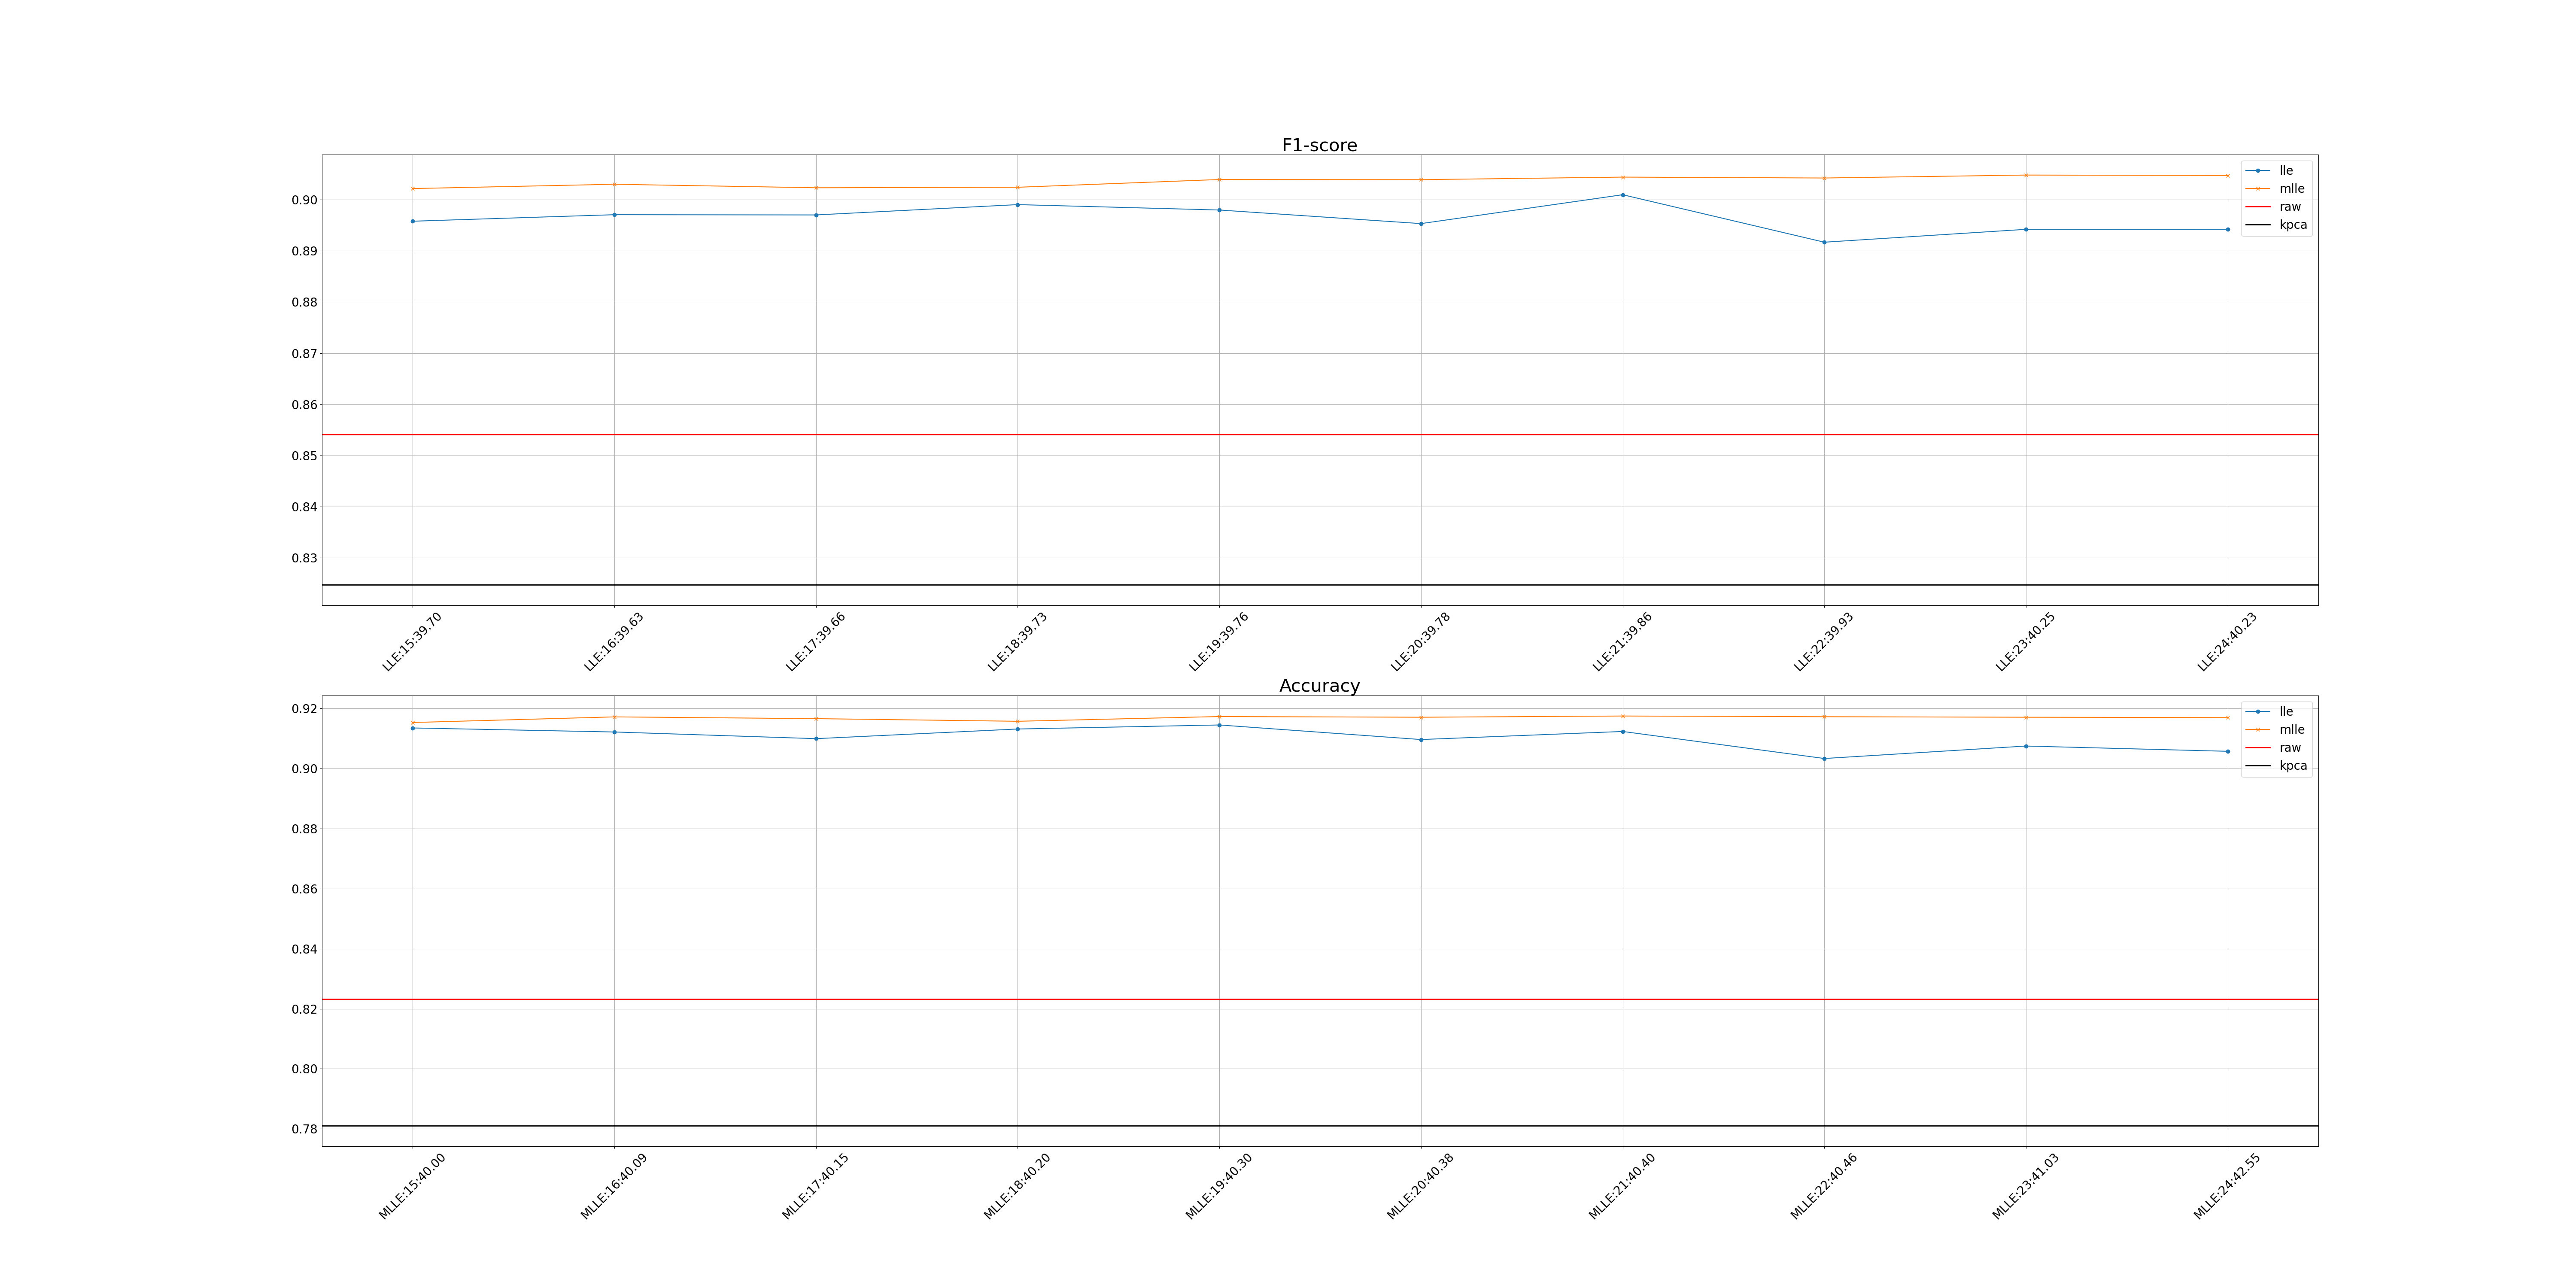 F1-score
0.90
0.89
0.88
0.87
0.86
0.85
0.84
0.83
lle
mlle
raw
kpca
LLE:15:39.70
LLE:16:39.63
LLE:17:39.66
LLE:18:39.73
LLE:19:39.76
LLE:20:39.78
LLE:21:39.86
LLE:22:39.93
LLE:23:40.25
LLE:24:40.23
Accuracy
0.92
0.90
0.88
0.86
0.84
0.82
0.80
0.78
lle
mlle
raw
kpca
MLLE:15:40.00
MLLE:16:40.09
MLLE:17:40.15
MLLE:18:40.20
MLLE:19:40.30
MLLE:20:40.38
MLLE:21:40.40
MLLE:22:40.46
MLLE:23:41.03
MLLE:24:42.55